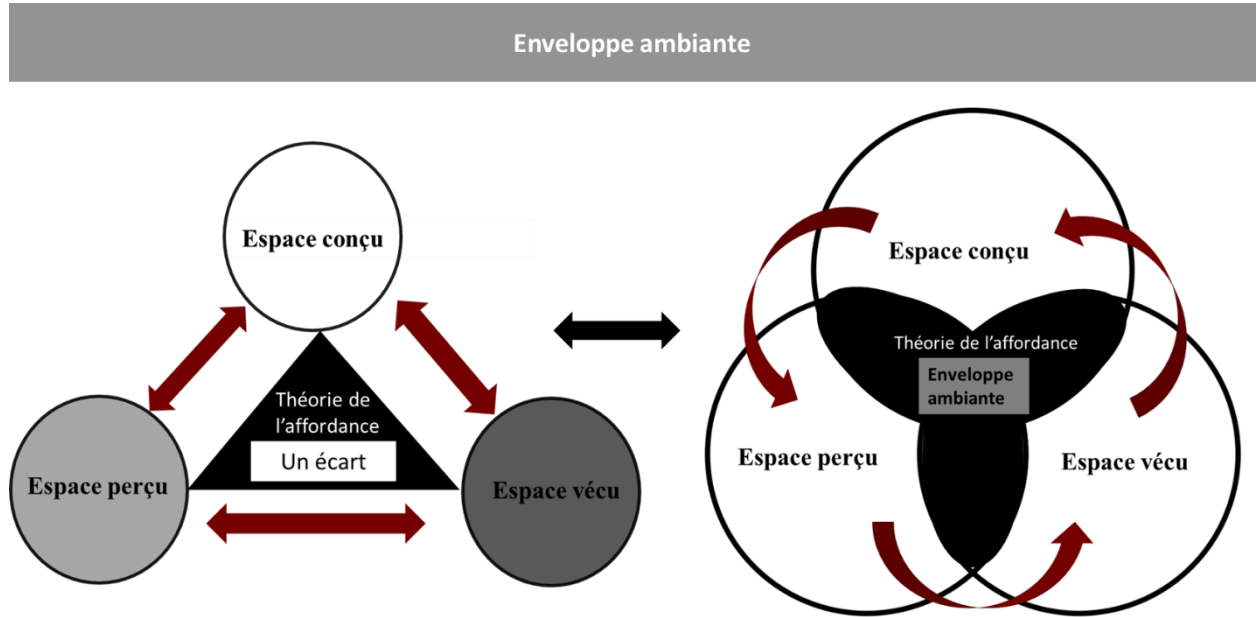 Enveloppe ambiante
Espace conçu
Théorie de
l'affordance
Un écart
Espace perçu
Espace vécu
Espace conçu
Théorie de l'affordance
Enveloppe
ambiante
Espace perçu
Espace vécu